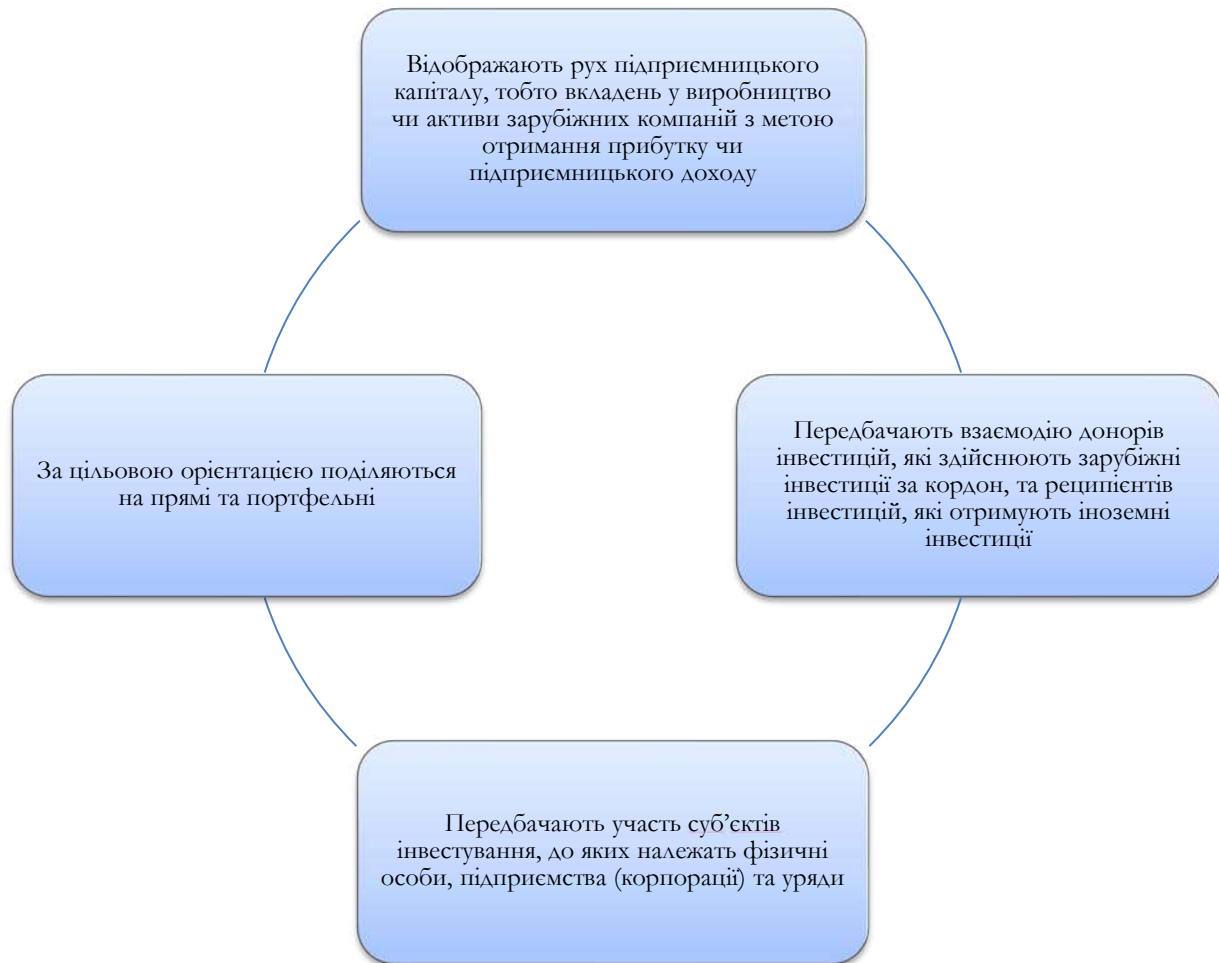 Відображають рух підприємницького
капіталу, тобто вкладень у виробництво
чи активи зарубіжних компаній з метою
отримання прибутку чи
підприємницького доходу
За цільовою орієнтацією поділяються
на прямі та портфельні
Передбачають взаємодію донорів
інвестицій, які здійснюють зарубіжні
інвестиції за кордон, та реципієнтів
інвестицій, які отримують іноземні
інвестиції
Передбачають участь суб’єктів
інвестування, до яких належать фізичні
особи, підприємства (корпорації) та уряди